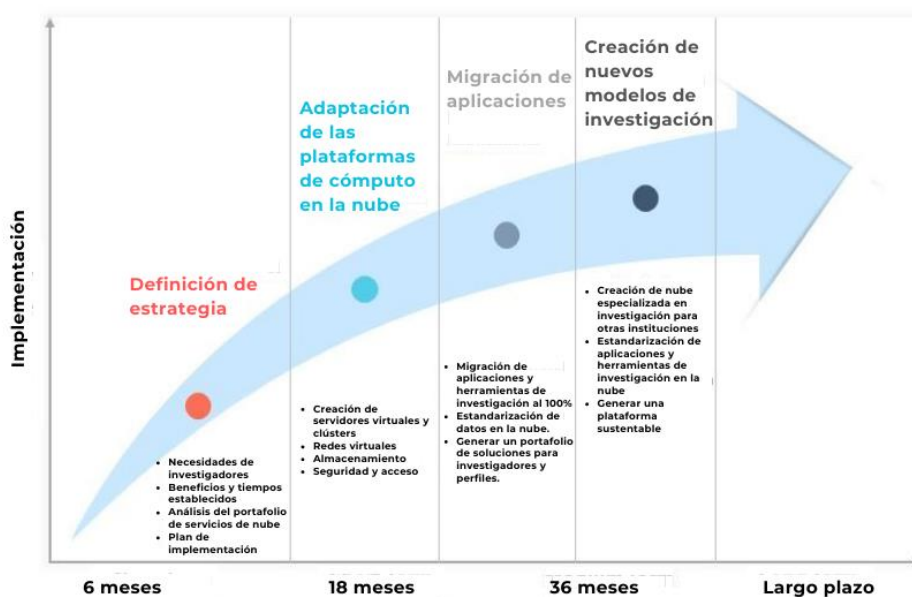 Implementación
Definición de
estrategia
• Necesidades de
investigadores
• Beneficios y tiempos
establecidos
• Análisis del portafolio
de servicios de nube
• Plan de
implementación
Adaptación
de las
plataformas
de cómputo
en la nube
• Creación de
servidores virtuales y
clústers
• Redes virtuales
• Almacenamiento
• Seguridad y acceso
Migración de
aplicaciones
• Migración de
aplicaciones y
herramientas de
investigación al 100%
• Estandarización de
datos en la nube.
• Generar un portafolio
de soluciones para
investigadores y
perfiles.
Creación de
nuevos
modelos de
investigación
• Creación de nube
especializada en
investigación para
otras instituciones
• Estandarización de
aplicaciones y
herramientas de
investigación en la
nube
• Generar una
plataforma
sustentable
6 meses
18 meses
36 meses
Largo plazo